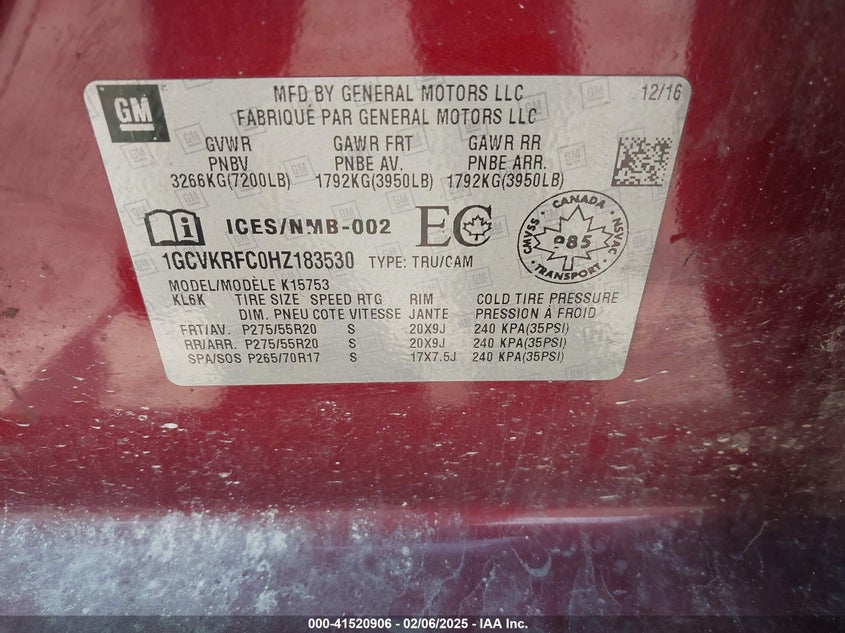 GM
MFD BY GENERAL MOTORS LLC
12/16
FABRIQUÉ PAR GENERAL MOTORS LLC
GVWR GAWR FRT GAWR RR
PNBV PNBE AV. PNBE ARR.
3266KG(7200LB) 1792KG(3950LB) 1792KG(3950LB)
ICES/NMB-002 EC
CANADA
CMVSS 985 NSVAC
TRANSPORT
1GCVKRFC0HZ183530 TYPE: TRU/CAM
MODEL/MODÈLE K15753
KL6K TIRE SIZE SPEED RTG RIM COLD TIRE PRESSURE
DIM. PNEU COTE VITESSE JANTE PRESSION À FROID
FRT/AV. P275/55R20 S 20X9J 240 KPA(35PSI)
RR/ARR. P275/55R20 S 20X9J 240 KPA(35PSI)
SPA/SOS P265/70R17 S 17X7.5J 240 KPA(35PSI)
000-41520906 - 02/06/2025 - IAA Inc.